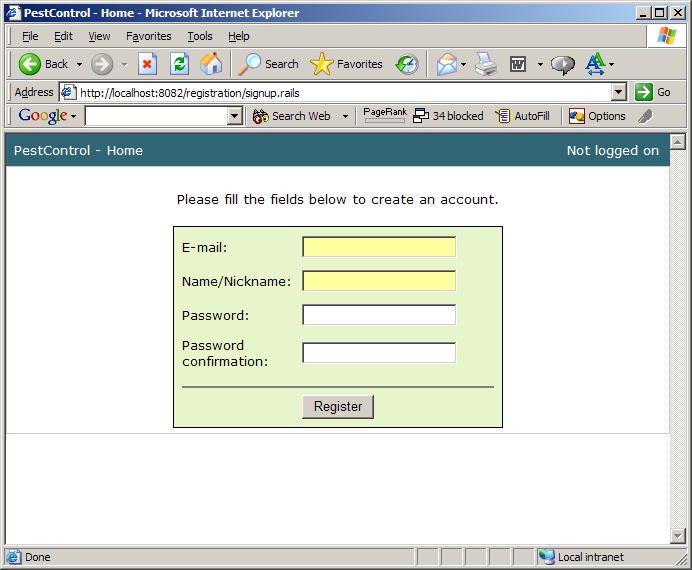 PestControl - Home - Microsoft Internet Explorer
File Edit View Favorites Tools Help
Back Search Favorites
Address http://localhost:8082/registration/signup.rails Go
Google Search Web PageRank 34 blocked AutoFill Options
PestControl - Home Not logged on
Please fill the fields below to create an account.
E-mail:
Name/Nickname:
Password:
Password
confirmation:
Register
Done Local intranet